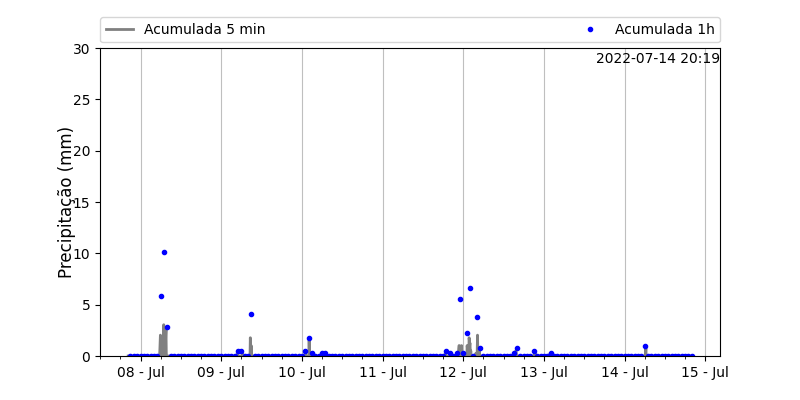 Acumulada 5 min
Acumulada 1h
2022-07-14 20:19
Precipitação (mm)
30
25
20
15
10
5
0
08 - Jul 09 - Jul 10 - Jul 11 - Jul 12 - Jul 13 - Jul 14 - Jul 15 - Jul